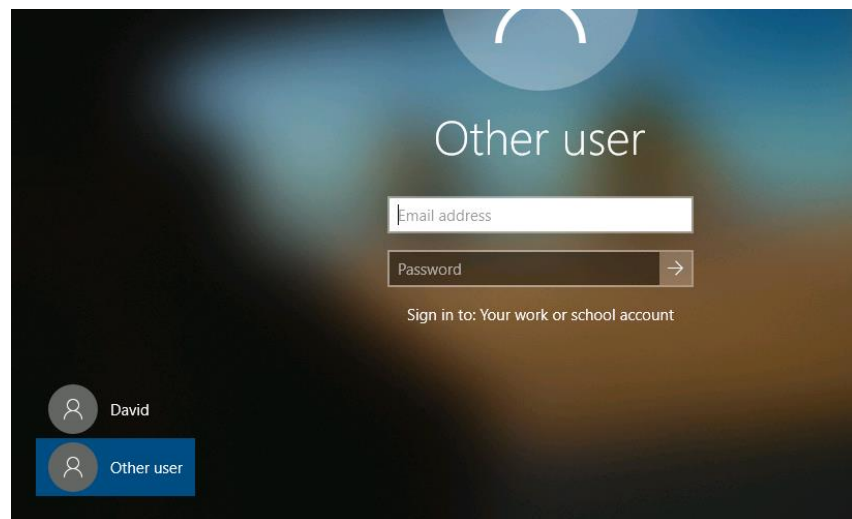 Other user
Email address
Password
Sign in to: Your work or school account
David
Other user